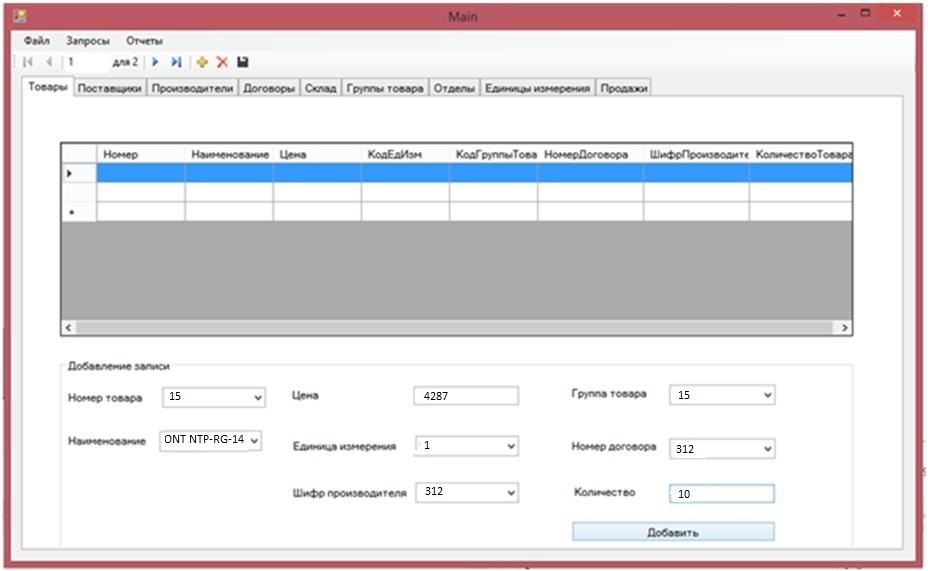 Main
Файл Запросы Отчеты
1 для 2
Товары Поставщики Производители Договоры Склад Группы товара Отделы Единицы измерения Продажи
Номер Наименование Цена КодЕдИзм КодГруппыТова НомерДоговора ШифрПроизводите КоличествоТовара
Добавление записи
Номер товара 15 Цена 4287 Группа товара 15
Наименование ONT NTP-RG-14 Единица измерения 1 Номер договора 312
Шифр производителя 312 Количество 10
Добавить